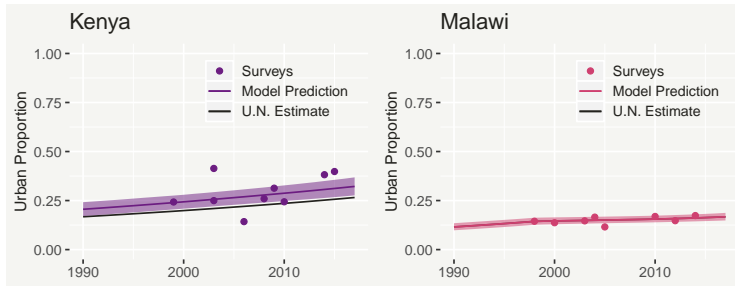 Kenya
Urban Proportion
1.00
0.75
0.50
0.25
0.00
Surveys
Model Prediction
U.N. Estimate
1990
2000
2010
Malawi
Urban Proportion
1.00
0.75
0.50
0.25
0.00
Surveys
Model Prediction
U.N. Estimate
1990
2000
2010